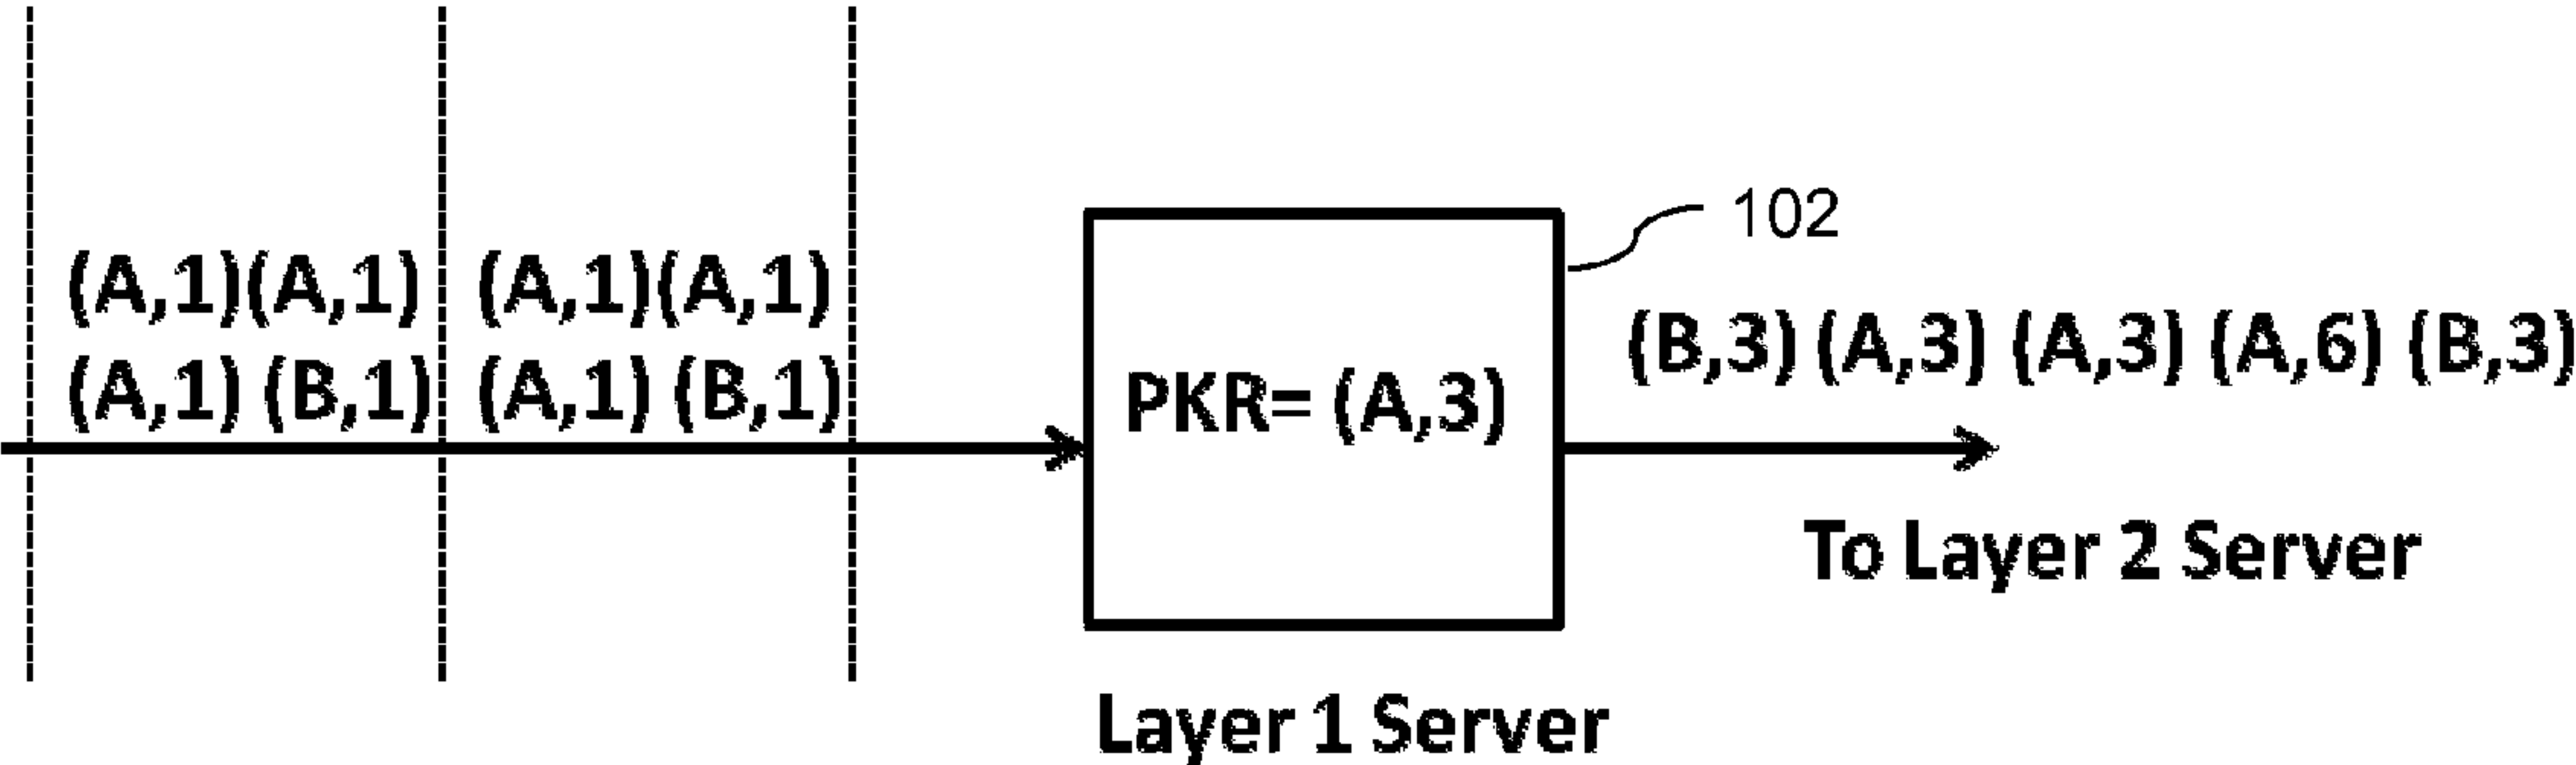 102
(A,1)(A,1) (A,1)(A,1)
(A,1) (B,1) (A,1) (B,1)
PKR= (A,3)
(B,3) (A,3) (A,3) (A,6) (B,3)
To Layer 2 Server
Layer 1 Server